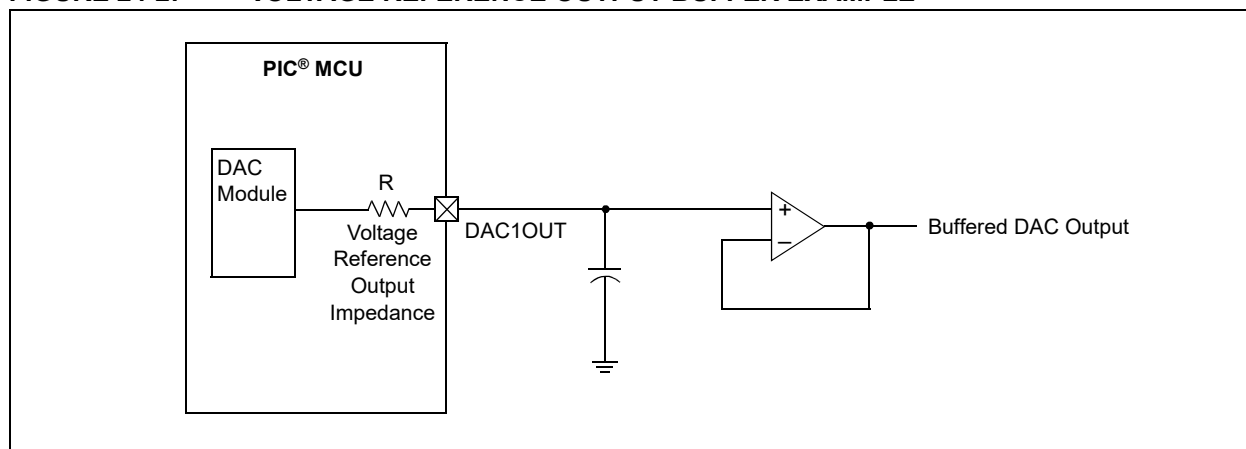 PIC® MCU
DAC
Module
R
DAC1OUT
Voltage
Reference
Output
Impedance
+
–
Buffered DAC Output